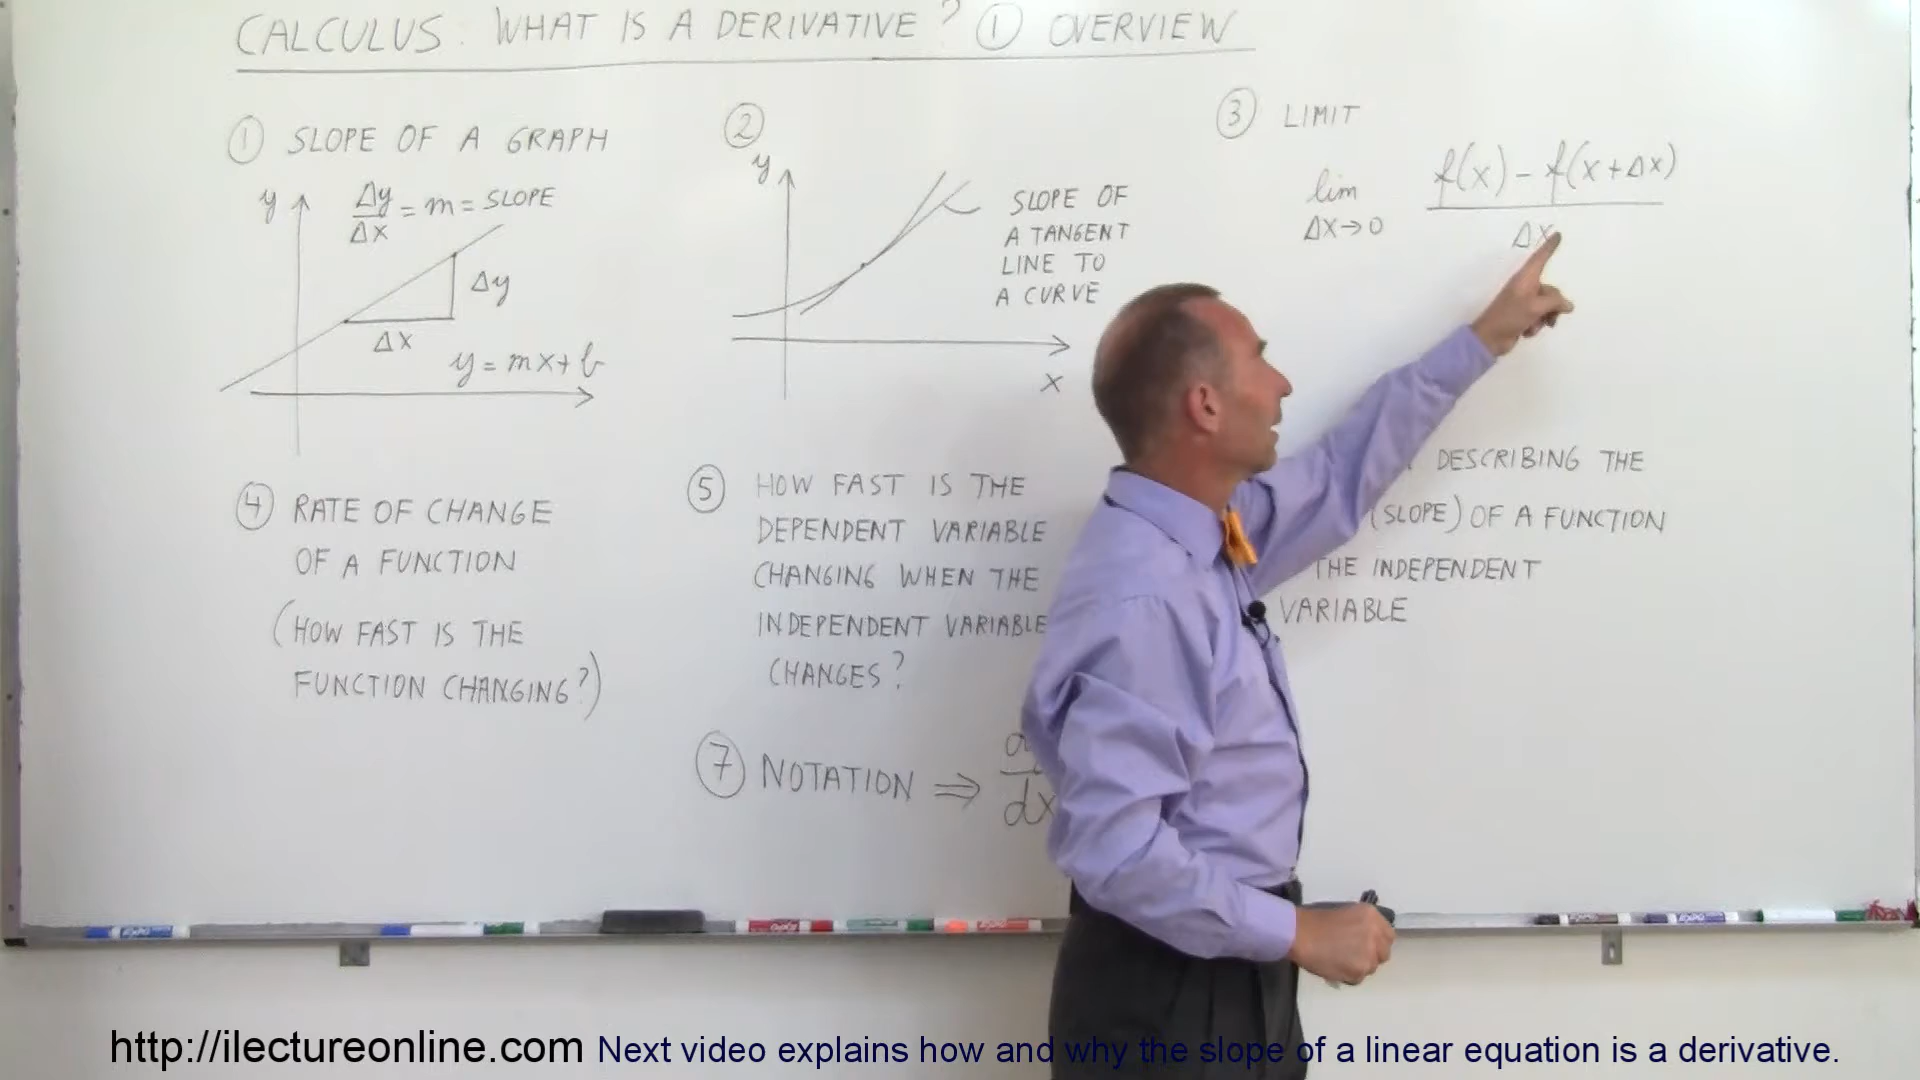 CALCULUS: WHAT IS A DERIVATIVE? ① OVERVIEW
① SLOPE OF A GRAPH
y
Δy/Δx = m = SLOPE
Δy
Δx
y = mx + b
②
y
SLOPE OF
A TANGENT
LINE TO
A CURVE
x
③ LIMIT
lim Δx→0 f(x) - f(x + Δx) / Δx
④ RATE OF CHANGE
OF A FUNCTION
(HOW FAST IS THE
FUNCTION CHANGING?)
⑤ HOW FAST IS THE
DEPENDENT VARIABLE
CHANGING WHEN THE
INDEPENDENT VARIABLE
CHANGES?
DESCRIBING THE
(SLOPE) OF A FUNCTION
THE INDEPENDENT
VARIABLE
⑦ NOTATION ⇒
dx
EXPO
http://ilectureonline.com Next video explains how and why the slope of a linear equation is a derivative.